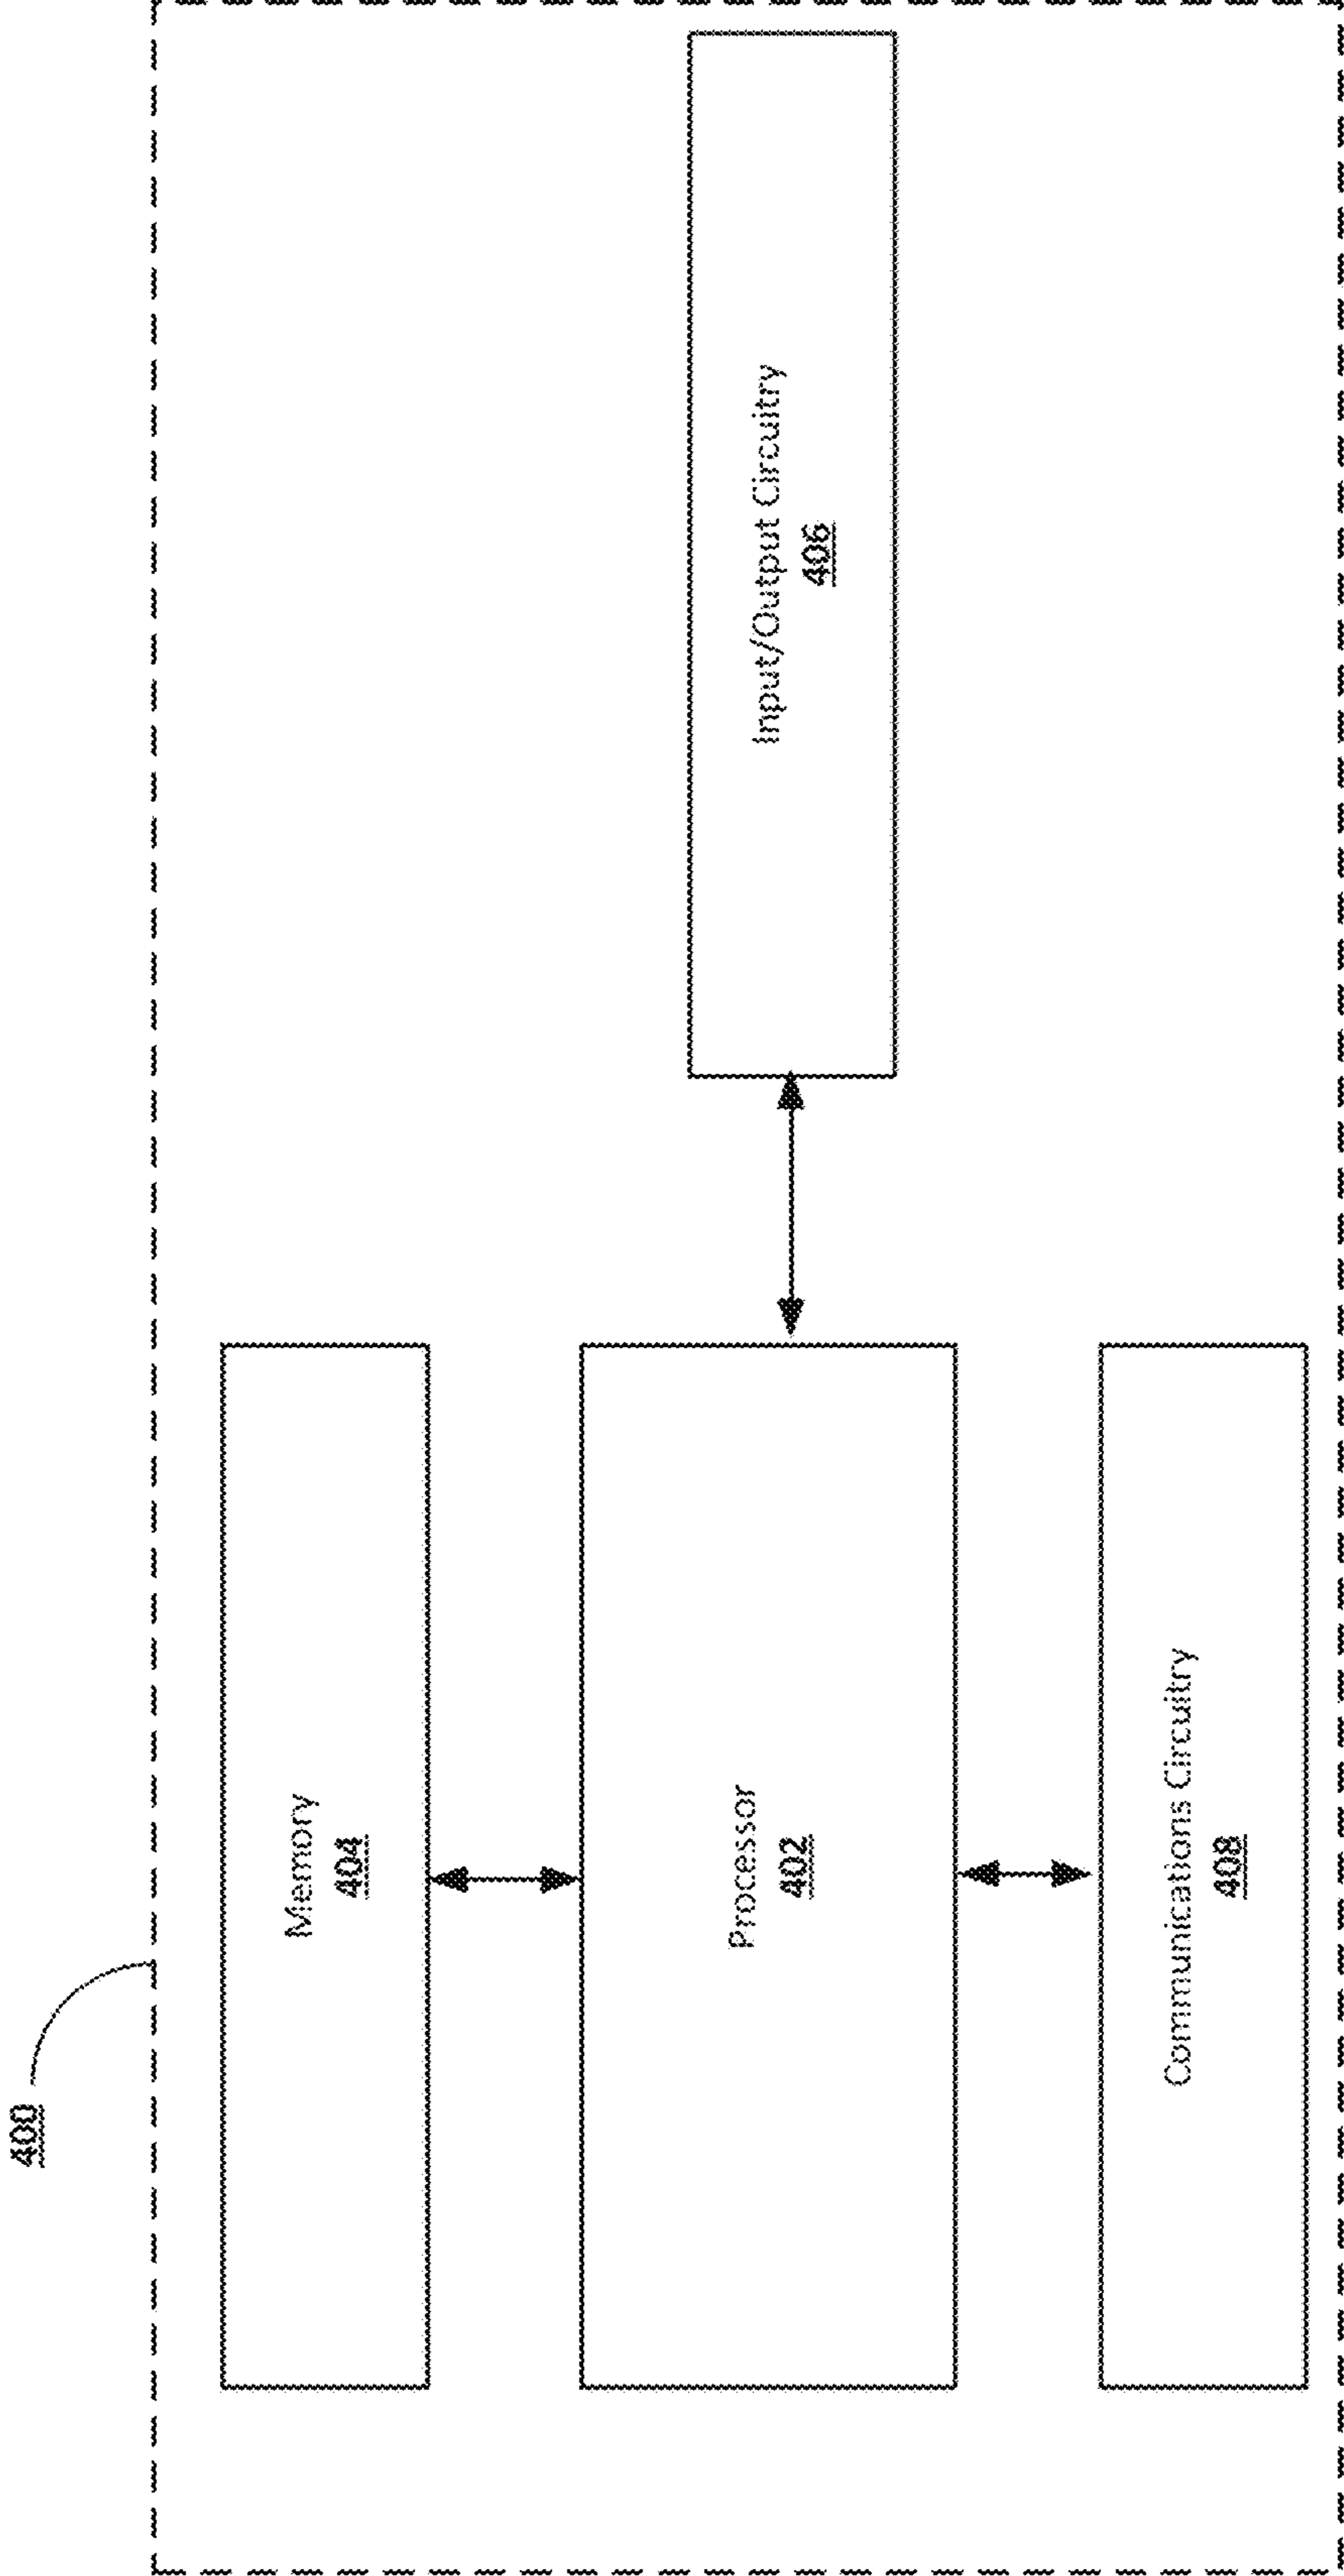 400
Memory
404
Processor
402
Input/Output Circuitry
406
Communications Circuitry
408